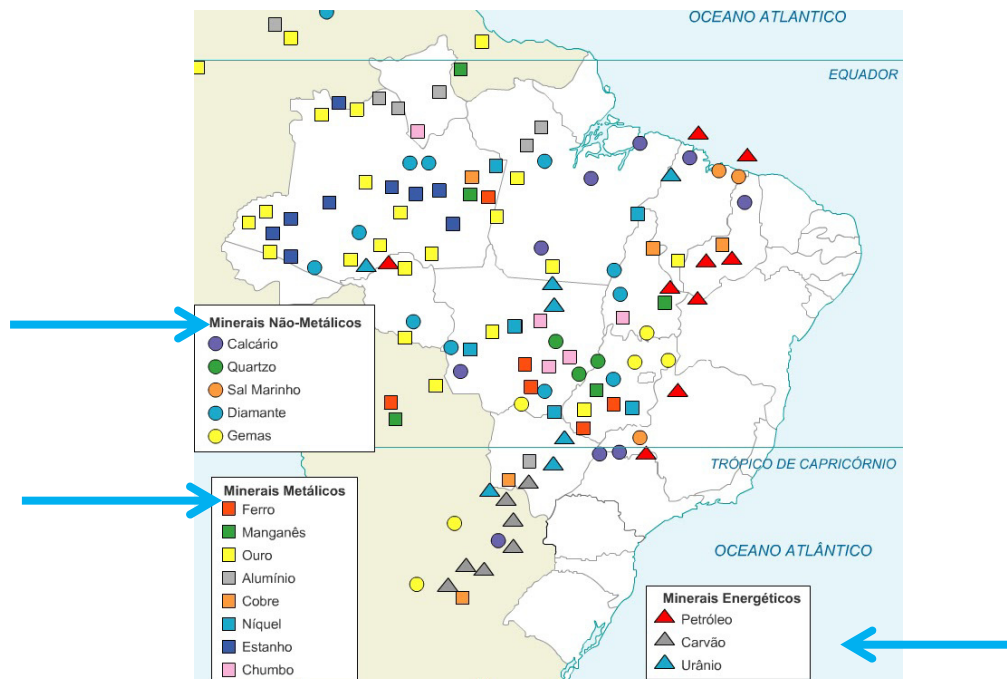 OCEANO ATLÂNTICO
EQUADOR
Minerais Não-Metálicos
Calcário
Quartzo
Sal Marinho
Diamante
Gemas
TRÓPICO DE CAPRICÓRNIO
Minerais Metálicos
Ferro
Manganês
Ouro
Alumínio
Cobre
Níquel
Estanho
Chumbo
OCEANO ATLÂNTICO
Minerais Energéticos
Petróleo
Carvão
Urânio